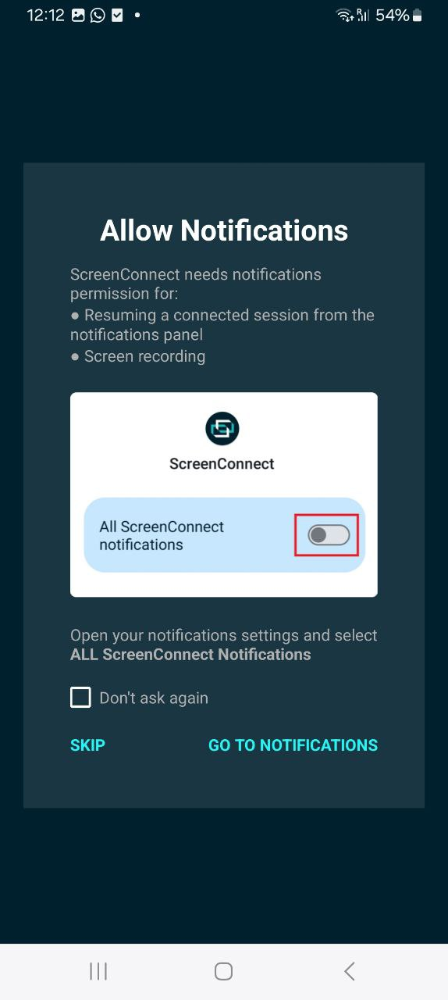 12:12
R 54%
Allow Notifications
ScreenConnect needs notifications
permission for:
● Resuming a connected session from the
notifications panel
● Screen recording
ScreenConnect
All ScreenConnect
notifications
Open your notifications settings and select
ALL ScreenConnect Notifications
Don't ask again
SKIP
GO TO NOTIFICATIONS